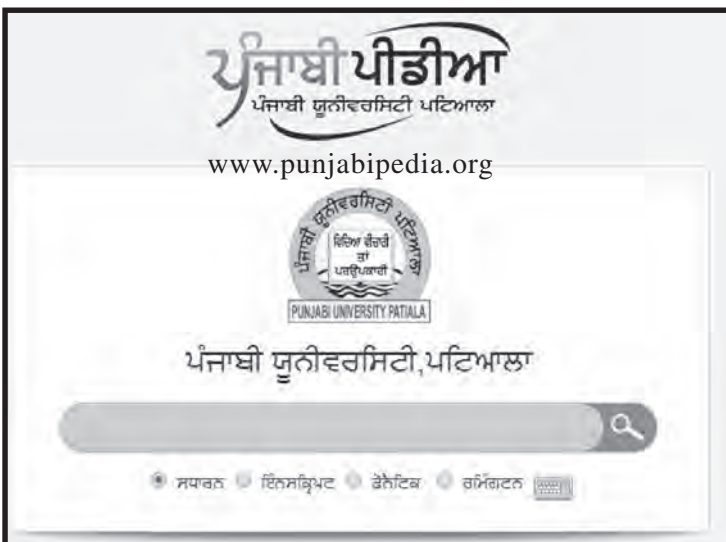 ਪੰਜਾਬੀ ਪੀਡੀਆ
ਪੰਜਾਬੀ ਯੂਨੀਵਰਸਿਟੀ ਪਟਿਆਲਾ
www.punjabipedia.org
ਪੰਜਾਬੀ ਯੂਨੀਵਰਸਿਟੀ ਪਟਿਆਲਾ
ਵਿਦਿਆ ਵੀਚਾਰੀ
ਤਾਂ
ਪਰਉਪਕਾਰੀ
PUNJABI UNIVERSITY PATIALA
ਪੰਜਾਬੀ ਯੂਨੀਵਰਸਿਟੀ,ਪਟਿਆਲਾ
ਸਧਾਰਨ ਇੰਨਸਕ੍ਰਿਪਟ ਫ਼ੋਨੈਟਿਕ ਰਮਿੰਗਟਨ